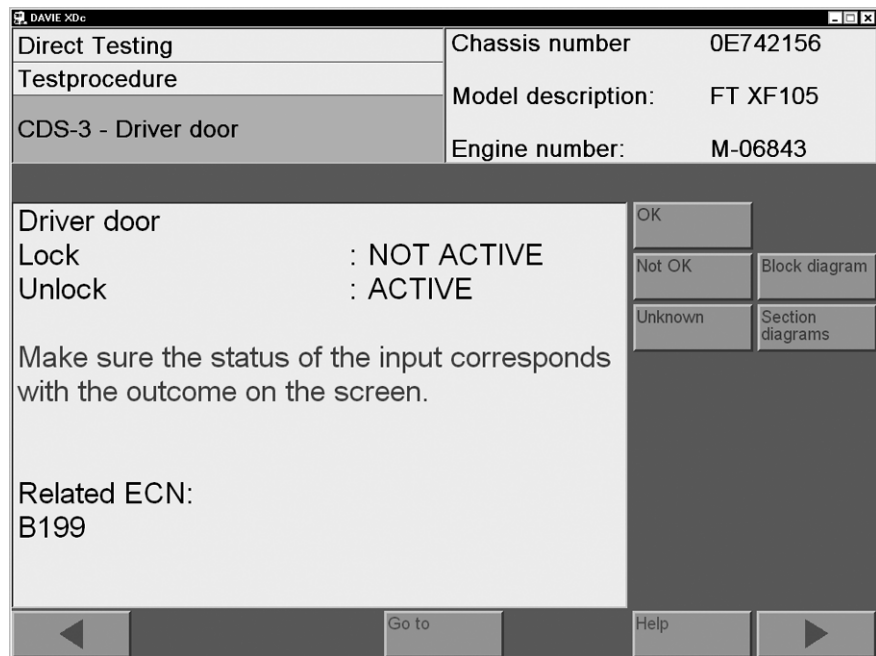 DAVIE XDc
Direct Testing
Testprocedure
CDS-3 - Driver door
Chassis number 0E742156
Model description: FT XF105
Engine number: M-06843
Driver door
Lock : NOT ACTIVE
Unlock : ACTIVE
Make sure the status of the input corresponds
with the outcome on the screen.
Related ECN:
B199
OK
Not OK
Block diagram
Unknown
Section
diagrams
Go to
Help